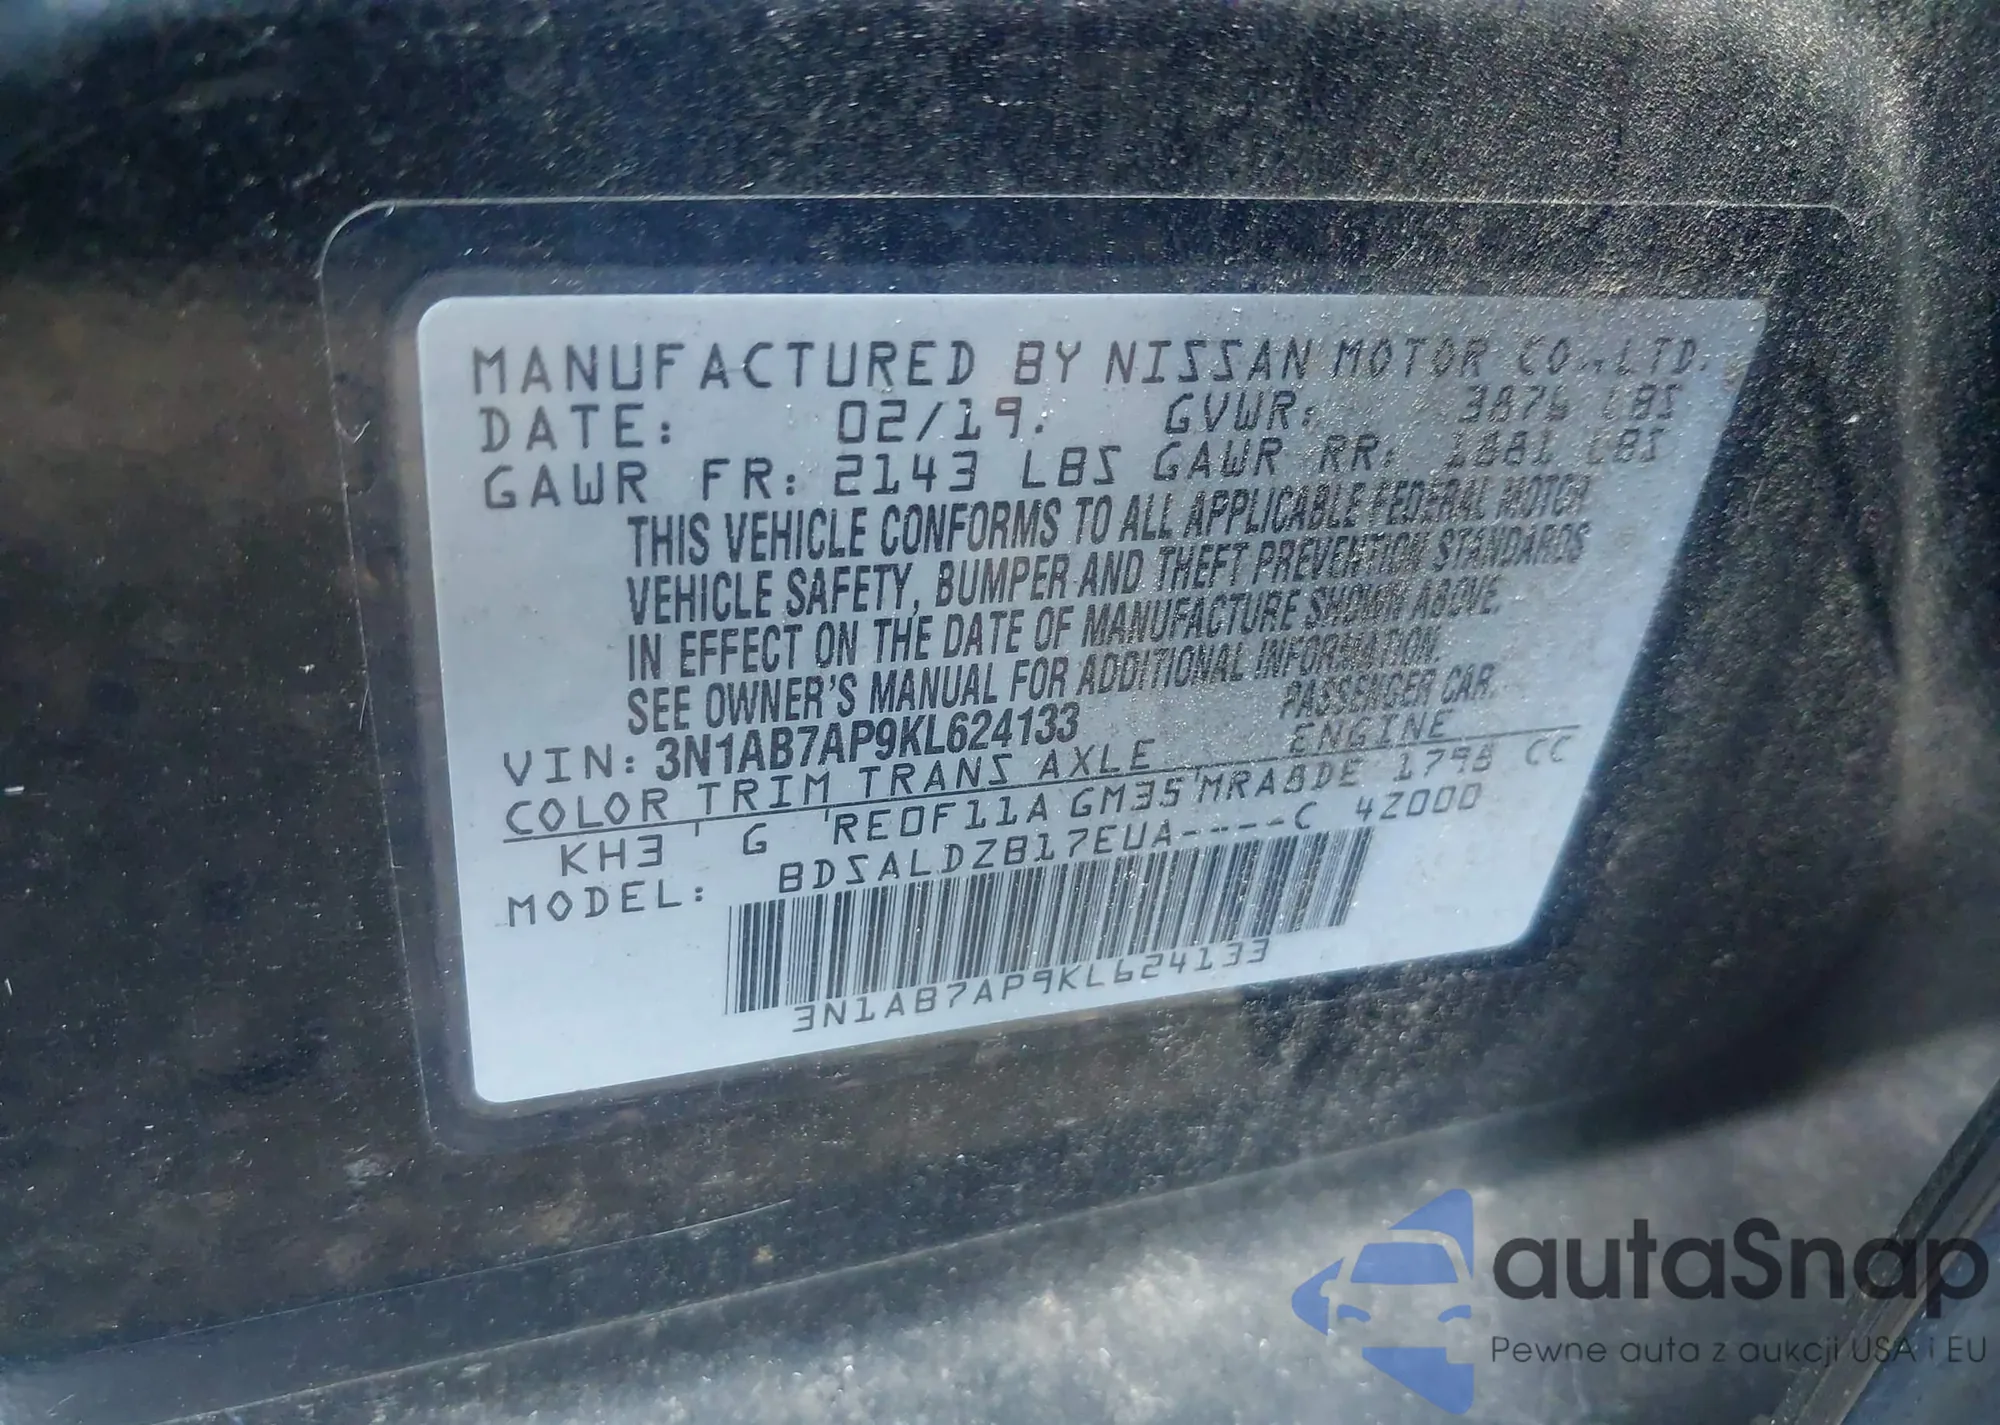 MANUFACTURED BY NISSAN MOTOR CO.,LTD.
DATE: 02/19. GVWR: 3876 LBS
GAWR FR: 2143 LBS GAWR RR: 1881 LBS
THIS VEHICLE CONFORMS TO ALL APPLICABLE FEDERAL MOTOR
VEHICLE SAFETY, BUMPER AND THEFT PREVENTION STANDARDS
IN EFFECT ON THE DATE OF MANUFACTURE SHOWN ABOVE.
SEE OWNER'S MANUAL FOR ADDITIONAL INFORMATION.
VIN: 3N1AB7AP9KL624133 PASSENGER CAR.
COLOR TRIM TRANS AXLE ENGINE
KH3 ' G 'RE0F11A GM35'MRA8DE 1798 CC
MODEL: BDSALDZB17EUA----C 4Z000
3N1AB7AP9KL624133
autaSnap
Pewne auta z aukcji USA i EU